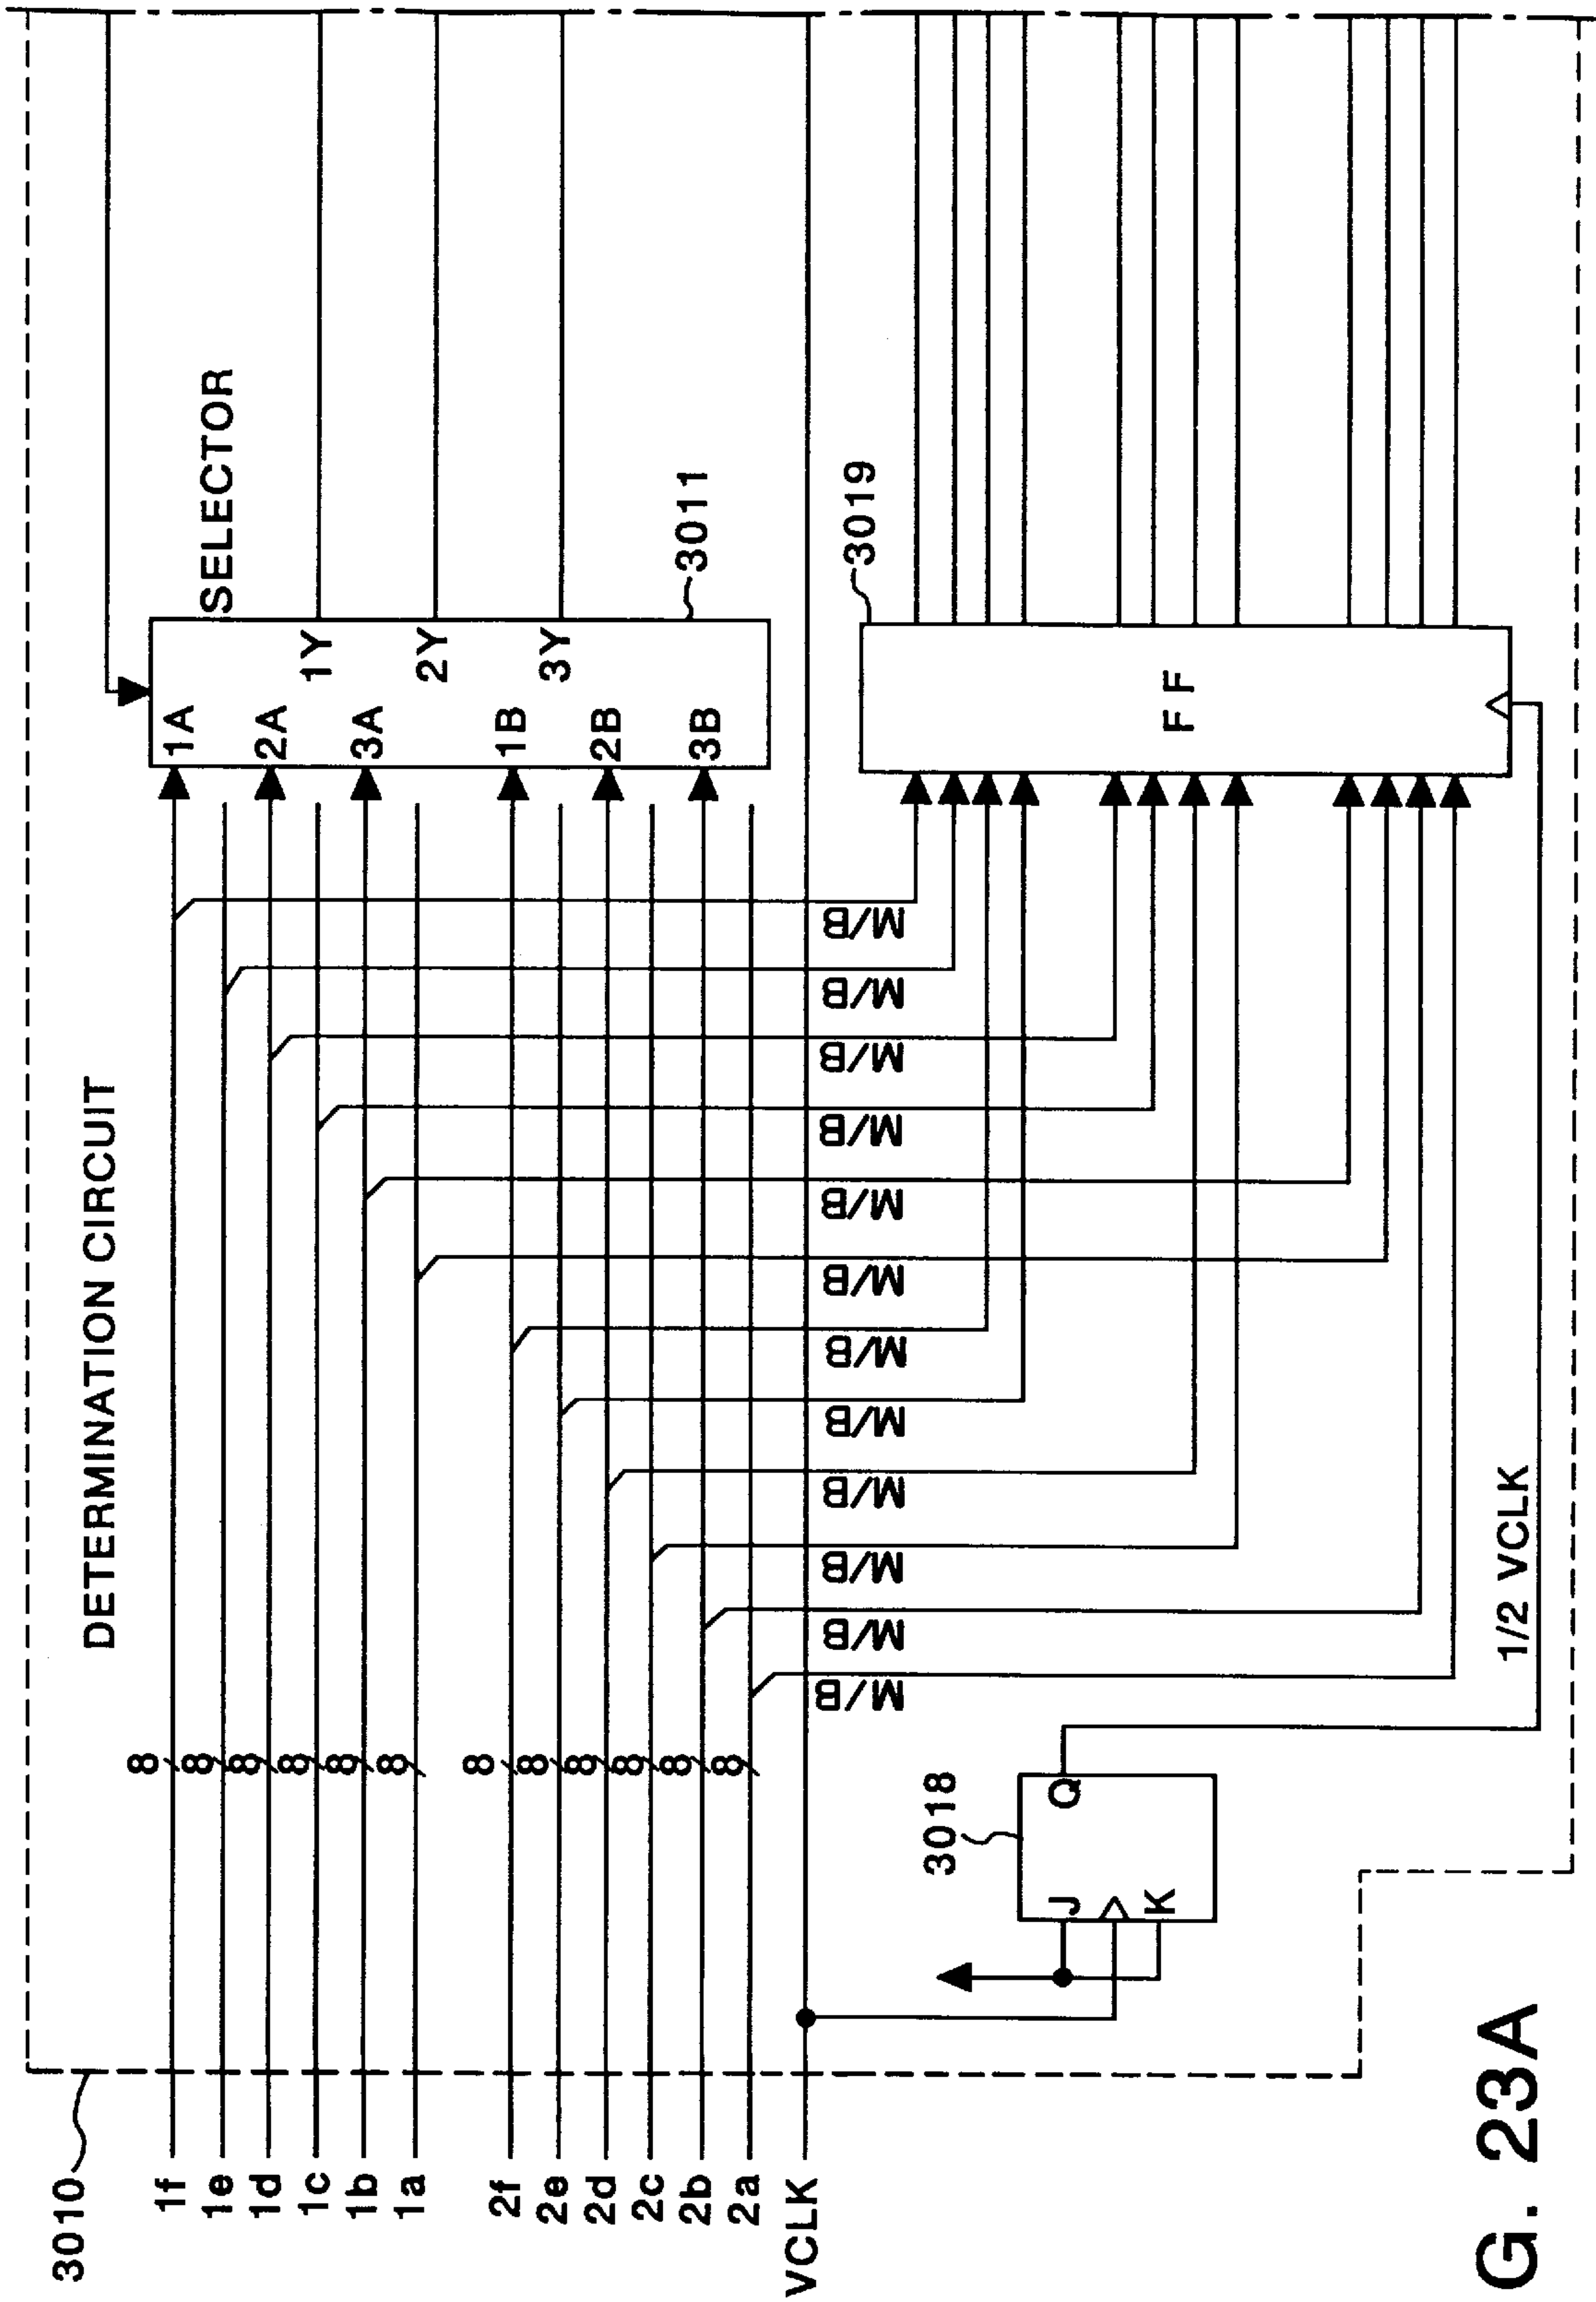 3010
DETERMINATION CIRCUIT
SELECTOR
1f
1e
1d
1c
1b
1a
2f
2e
2d
2c
2b
2a
VCLK
8
8
8
8
8
8
8
8
8
8
8
8
1A
2A
3A
1B
2B
3B
1Y
2Y
3Y
3011
M/B
M/B
M/B
M/B
M/B
M/B
M/B
M/B
M/B
M/B
M/B
M/B
3019
F F
3018
J
K
Q
1/2 VCLK
G. 23A